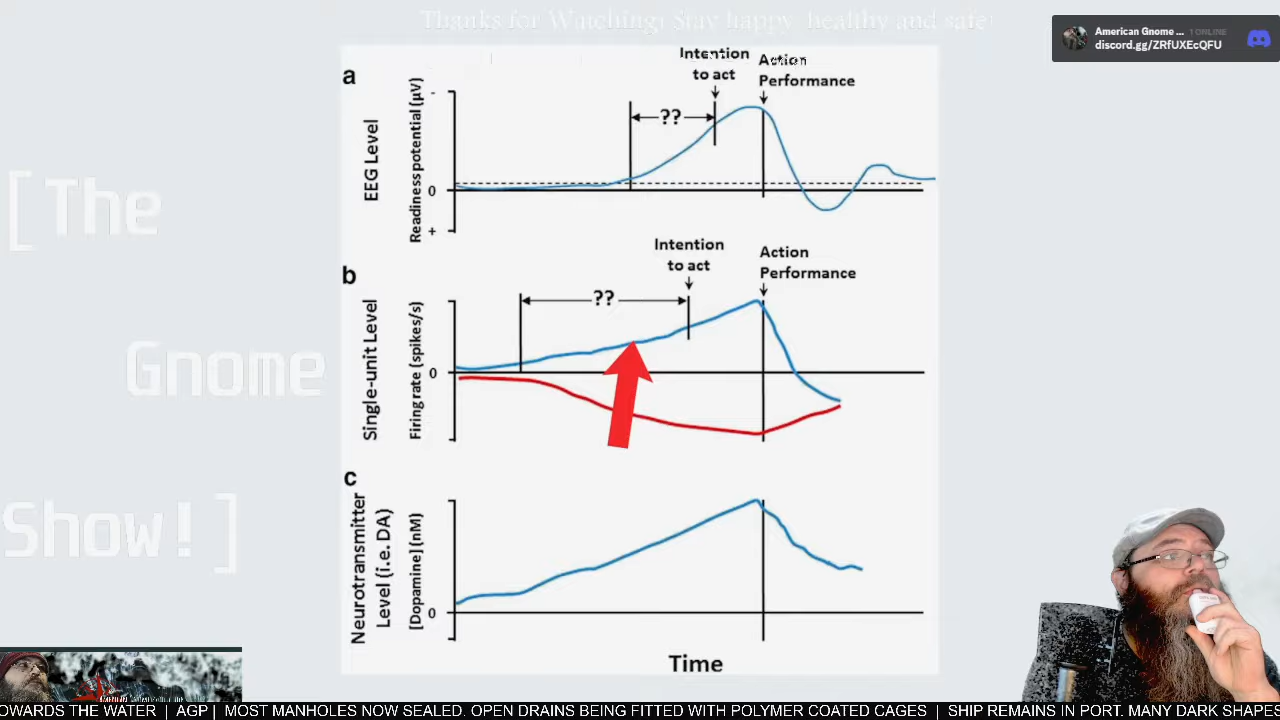 Thanks for Watching! Stay happy, healthy and safe!
American Gnome ... 1 ONLINE
discord.gg/ZRfUXEcQFU
[The
Gnome
Show!]
a
Intention
to act
Action
Performance
??
EEG Level
Readiness potential (µV)
-
0
+
b
Intention
to act
Action
Performance
??
Single-unit Level
Firing rate (spikes/s)
0
c
Neurotransmitter
Level (i.e. DA)
[Dopamine] (nM)
0
Time
OWARDS THE WATER | AGP | MOST MANHOLES NOW SEALED. OPEN DRAINS BEING FITTED WITH POLYMER COATED CAGES | SHIP REMAINS IN PORT. MANY DARK SHAPES